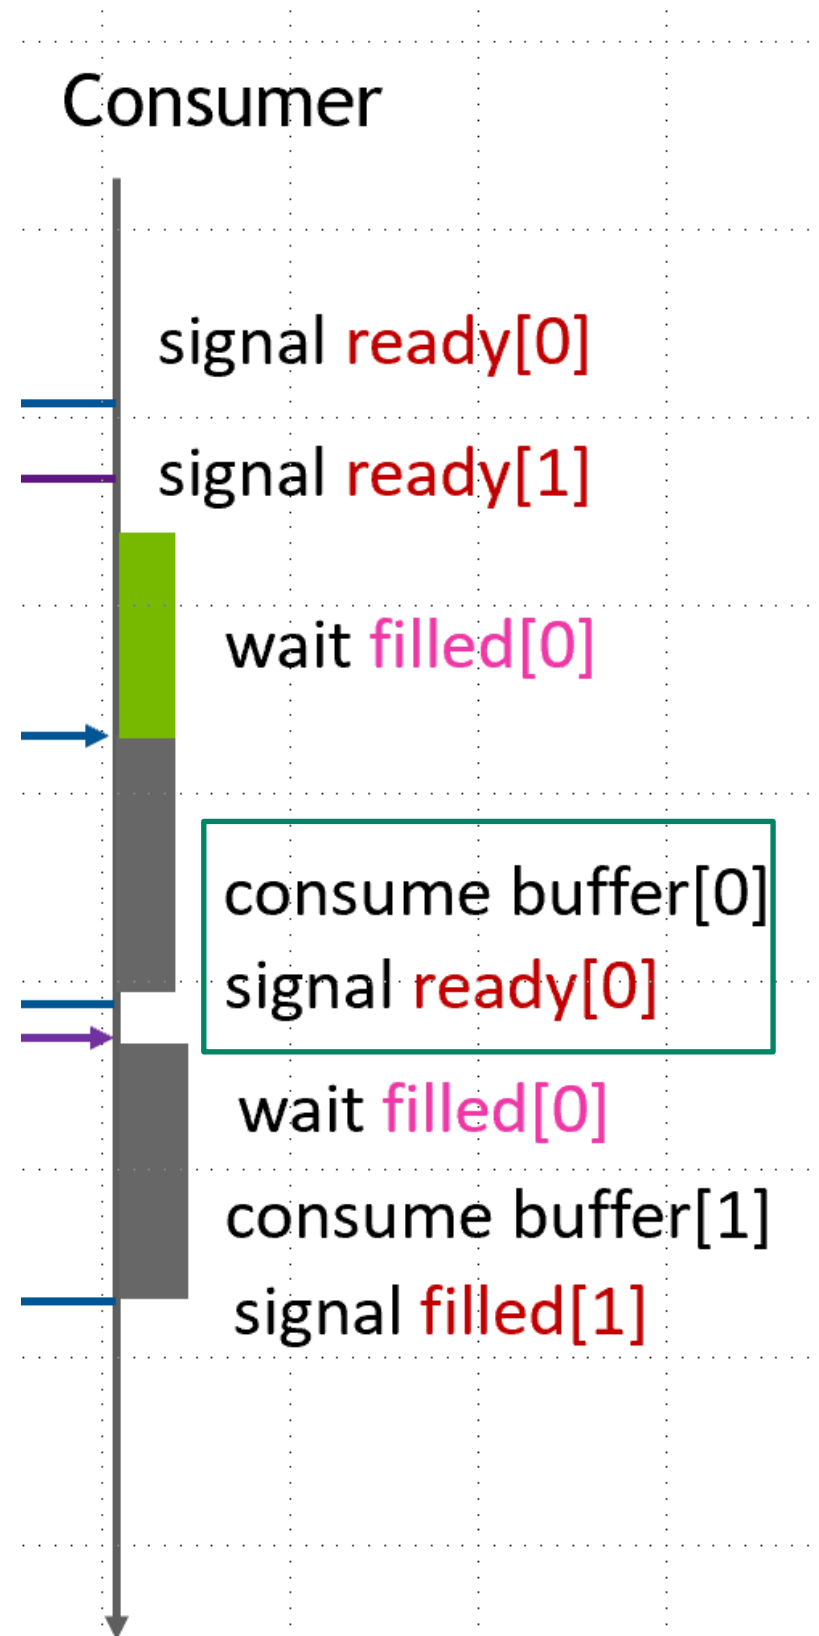 Consumer
signal ready[0]
signal ready[1]
wait filled[0]
consume buffer[0]
signal ready[0]
wait filled[0]
consume buffer[1]
signal filled[1]